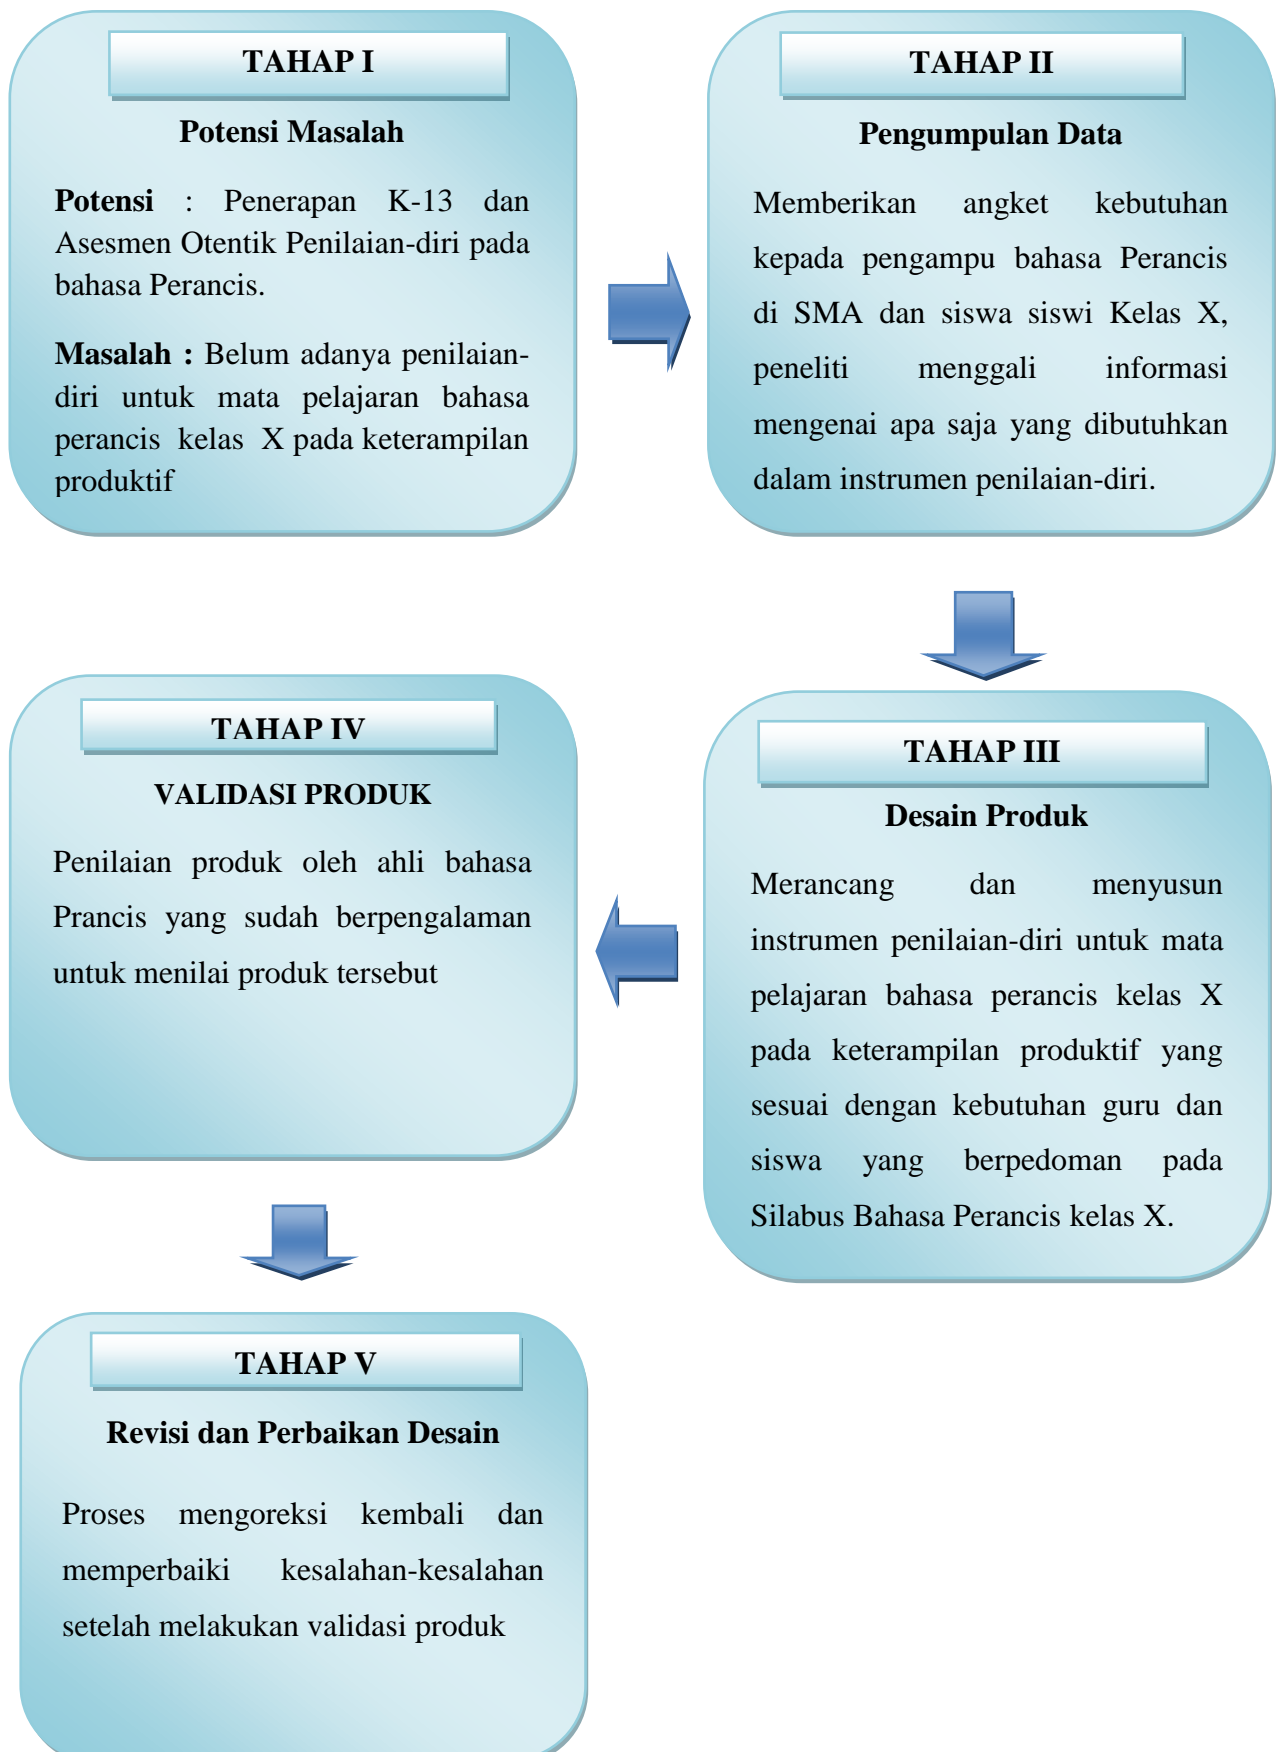 TAHAP I
Potensi Masalah
Potensi : Penerapan K-13 dan
Asesmen Otentik Penilaian-diri pada
bahasa Perancis.
Masalah : Belum adanya penilaian-
diri untuk mata pelajaran bahasa
perancis kelas X pada keterampilan
produktif
TAHAP II
Pengumpulan Data
Memberikan angket kebutuhan
kepada pengampu bahasa Perancis
di SMA dan siswa siswi Kelas X,
peneliti menggali informasi
mengenai apa saja yang dibutuhkan
dalam instrumen penilaian-diri.
TAHAP III
Desain Produk
Merancang dan menyusun
instrumen penilaian-diri untuk mata
pelajaran bahasa perancis kelas X
pada keterampilan produktif yang
sesuai dengan kebutuhan guru dan
siswa yang berpedoman pada
Silabus Bahasa Perancis kelas X.
TAHAP IV
VALIDASI PRODUK
Penilaian produk oleh ahli bahasa
Prancis yang sudah berpengalaman
untuk menilai produk tersebut
TAHAP V
Revisi dan Perbaikan Desain
Proses mengoreksi kembali dan
memperbaiki kesalahan-kesalahan
setelah melakukan validasi produk